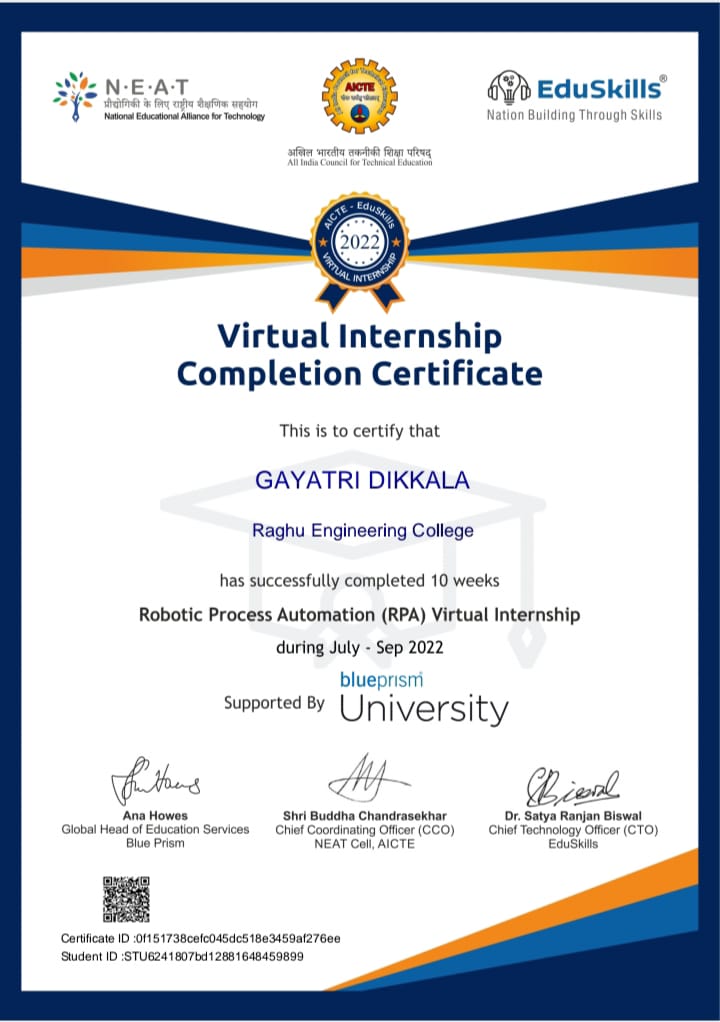 N·E·A·T
प्रौद्योगिकी के लिए राष्ट्रीय शैक्षणिक सहयोग
National Educational Alliance for Technology
AICTE
अखिल भारतीय तकनीकी शिक्षा परिषद्
All India Council for Technical Education
EduSkills®
Nation Building Through Skills
AICTE - EduSkills
2022
VIRTUAL INTERNSHIP
Virtual Internship
Completion Certificate
This is to certify that
GAYATRI DIKKALA
Raghu Engineering College
has successfully completed 10 weeks
Robotic Process Automation (RPA) Virtual Internship
during July - Sep 2022
Supported By
blueprism
University
Ana Howes
Global Head of Education Services
Blue Prism
Shri Buddha Chandrasekhar
Chief Coordinating Officer (CCO)
NEAT Cell, AICTE
Dr. Satya Ranjan Biswal
Chief Technology Officer (CTO)
EduSkills
Certificate ID :0f151738cefc045dc518e3459af276ee
Student ID :STU6241807bd12881648459899